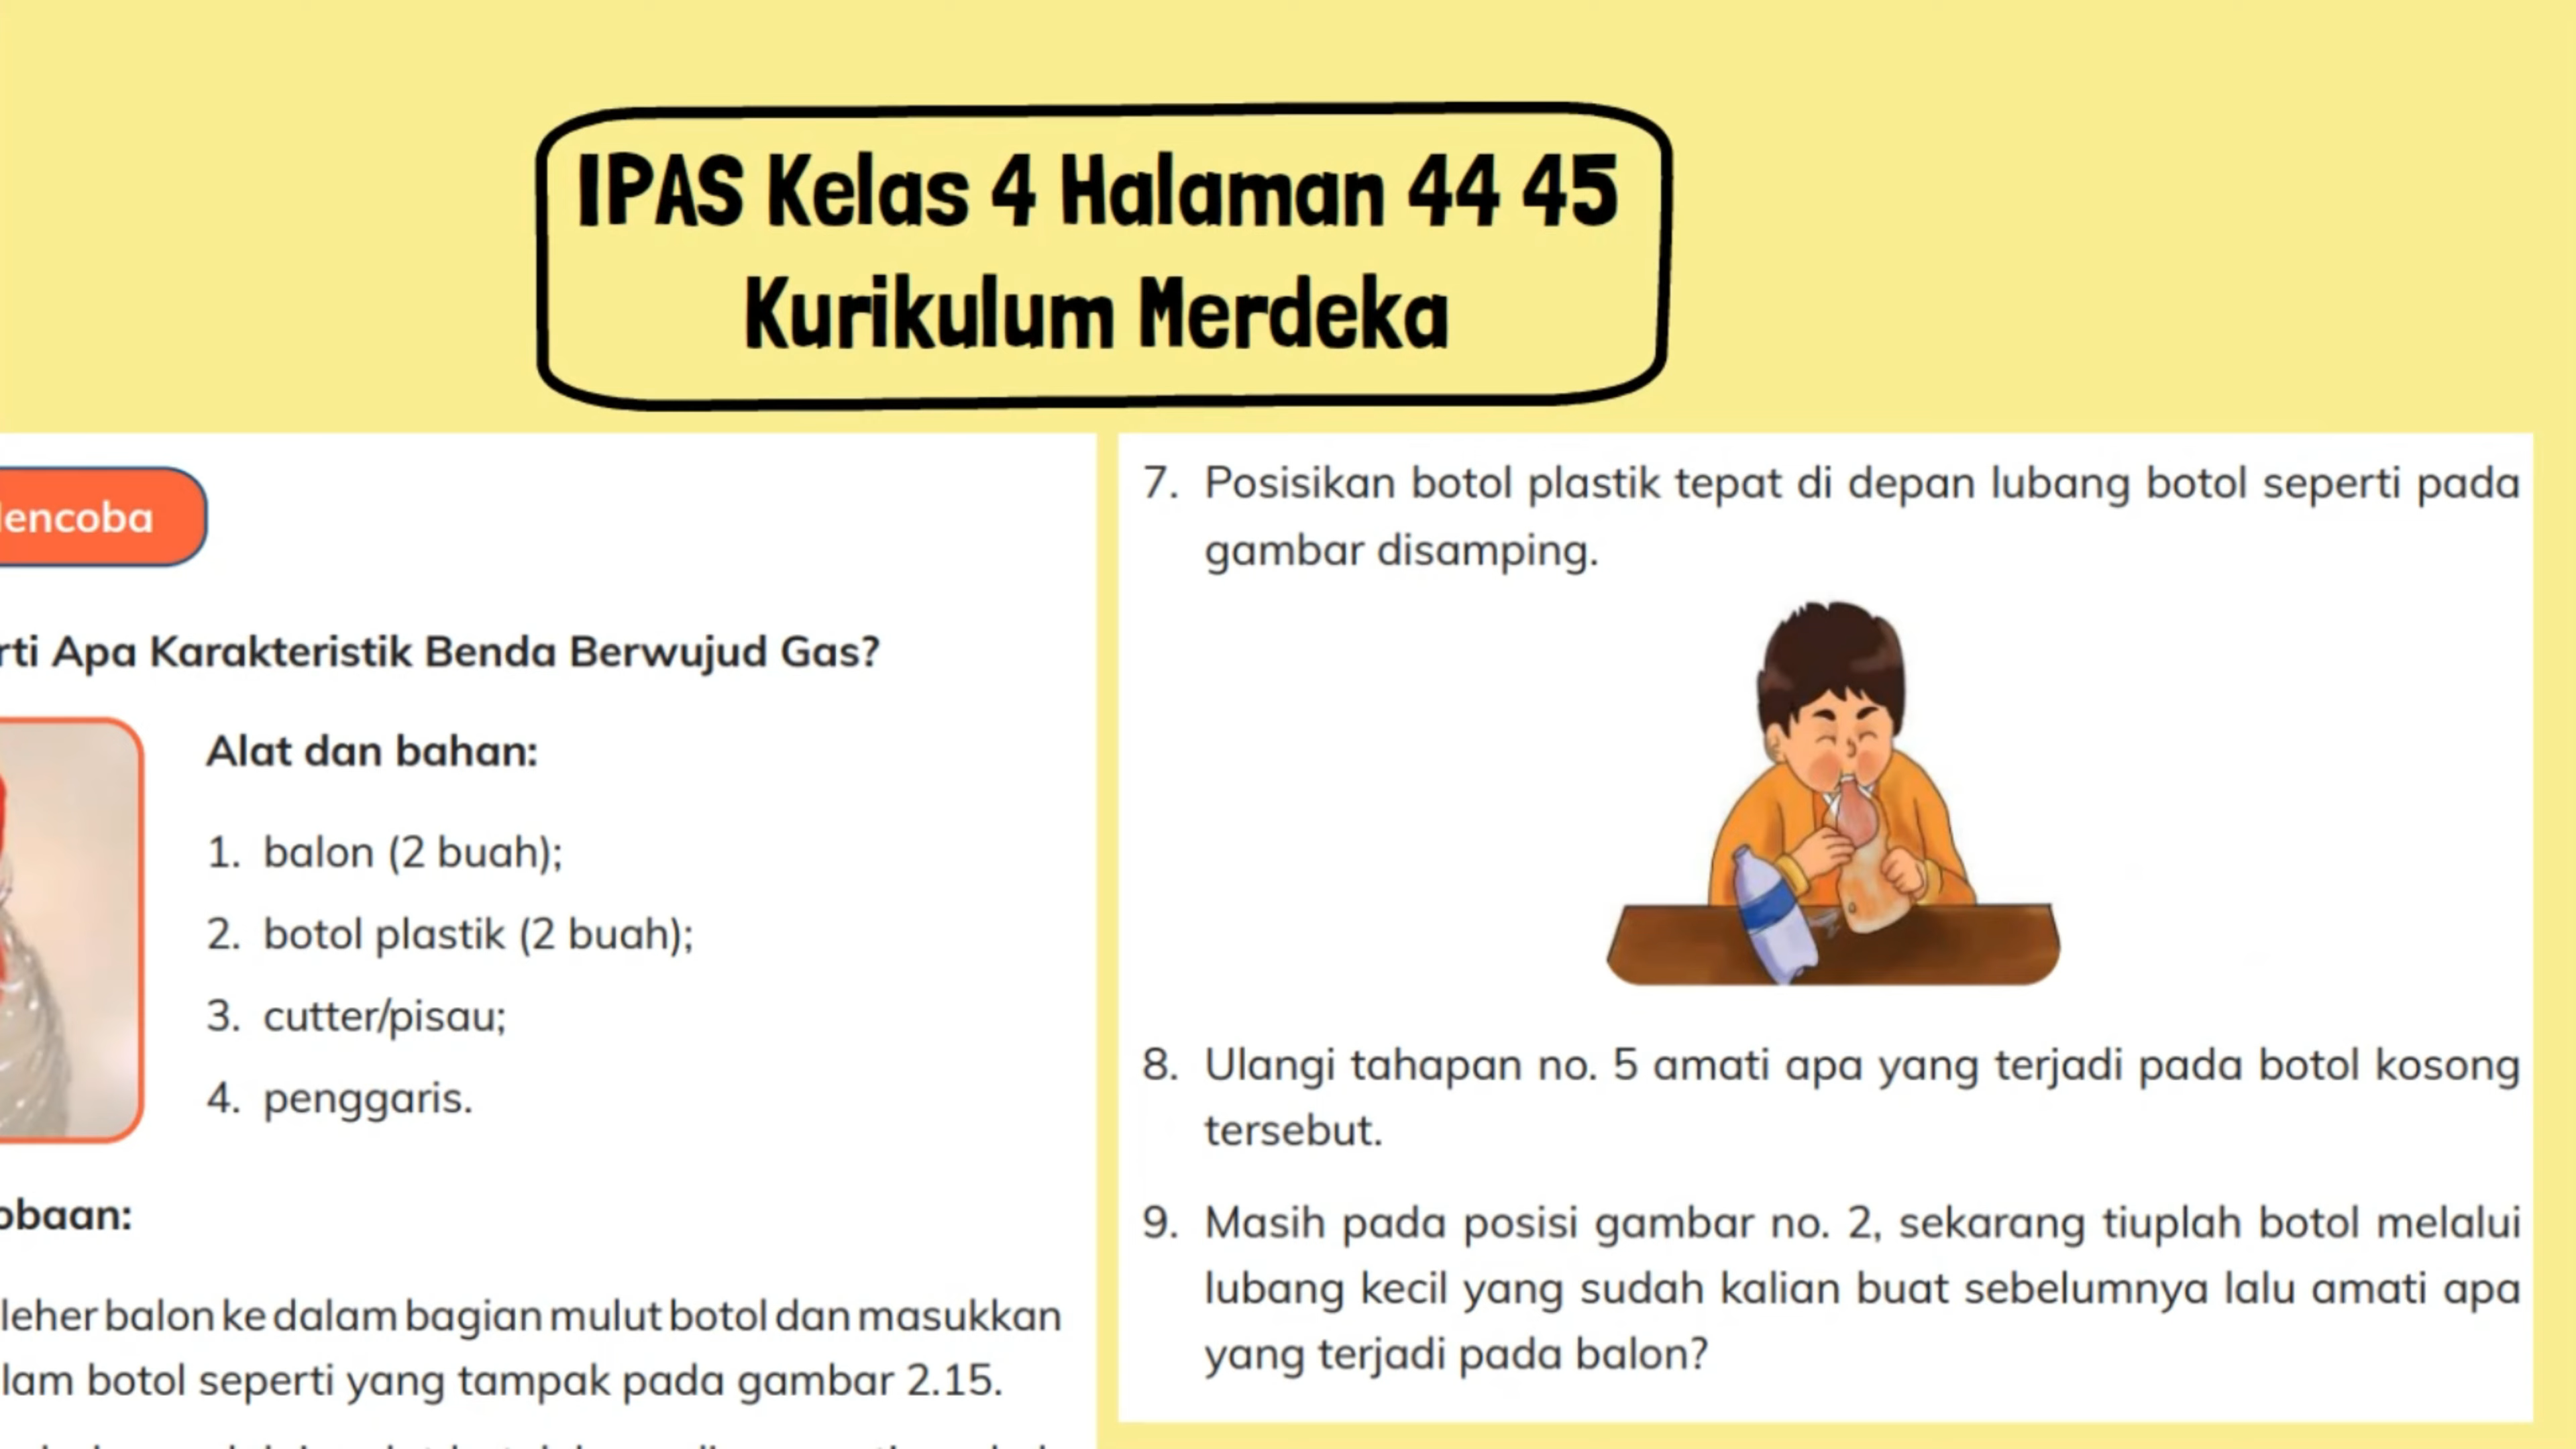 IPAS Kelas 4 Halaman 44 45
Kurikulum Merdeka
encoba
rti Apa Karakteristik Benda Berwujud Gas?
Alat dan bahan:
1. balon (2 buah);
2. botol plastik (2 buah);
3. cutter/pisau;
4. penggaris.
obaan:
leher balon ke dalam bagian mulut botol dan masukkan
lam botol seperti yang tampak pada gambar 2.15.
7. Posisikan botol plastik tepat di depan lubang botol seperti pada
gambar disamping.
8. Ulangi tahapan no. 5 amati apa yang terjadi pada botol kosong
tersebut.
9. Masih pada posisi gambar no. 2, sekarang tiuplah botol melalui
lubang kecil yang sudah kalian buat sebelumnya lalu amati apa
yang terjadi pada balon?